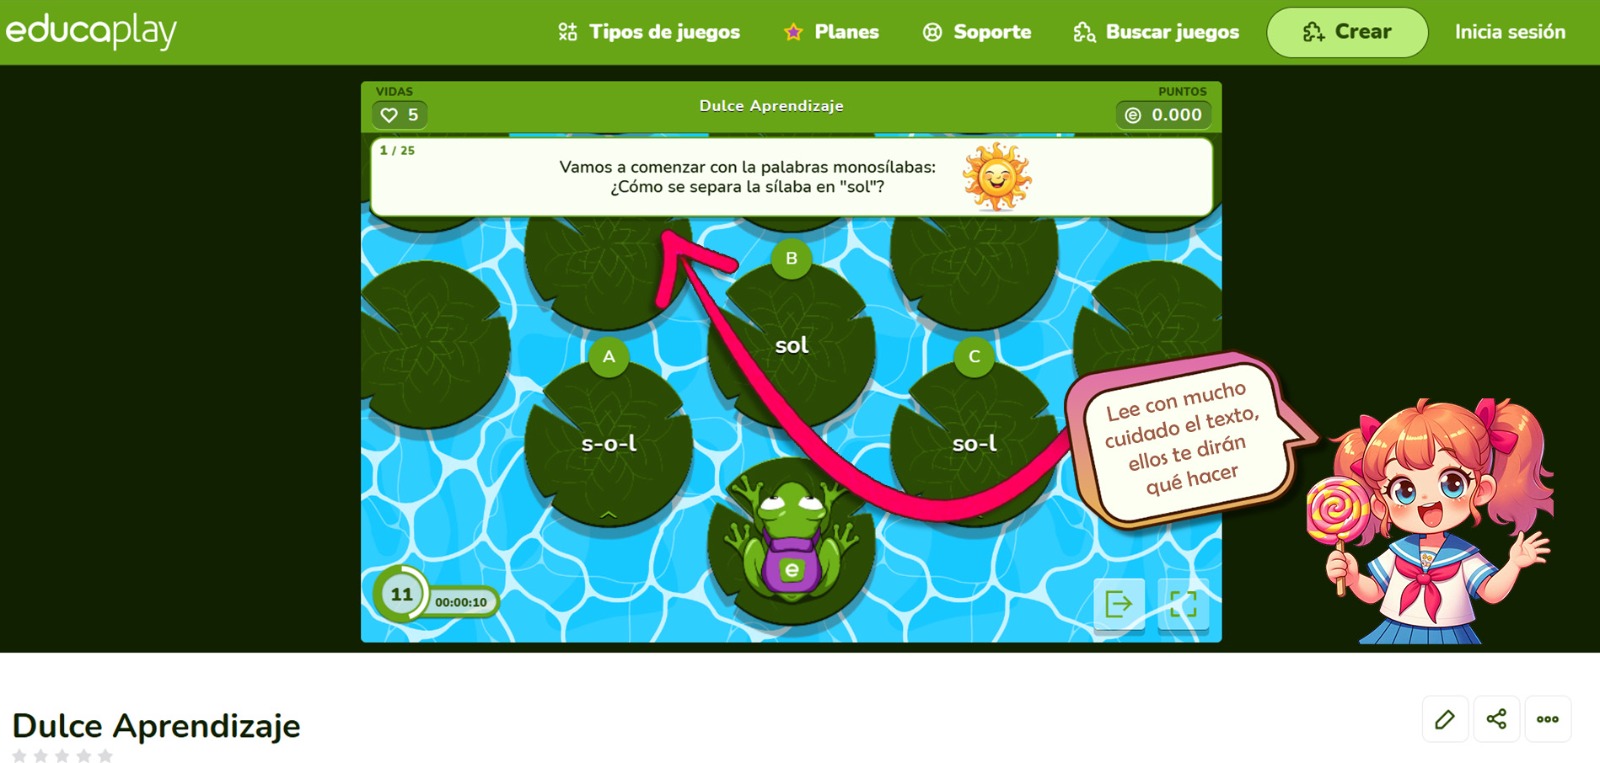 educaplay
Tipos de juegos
Planes
Soporte
Buscar juegos
Crear
Inicia sesión
VIDAS
5
Dulce Aprendizaje
PUNTOS
e 0.000
1 / 25
Vamos a comenzar con la palabras monosílabas:
¿Cómo se separa la sílaba en "sol"?
B
sol
A
s-o-l
C
so-l
e
11
00:00:10
Lee con mucho
cuidado el texto,
ellos te dirán
qué hacer
Dulce Aprendizaje